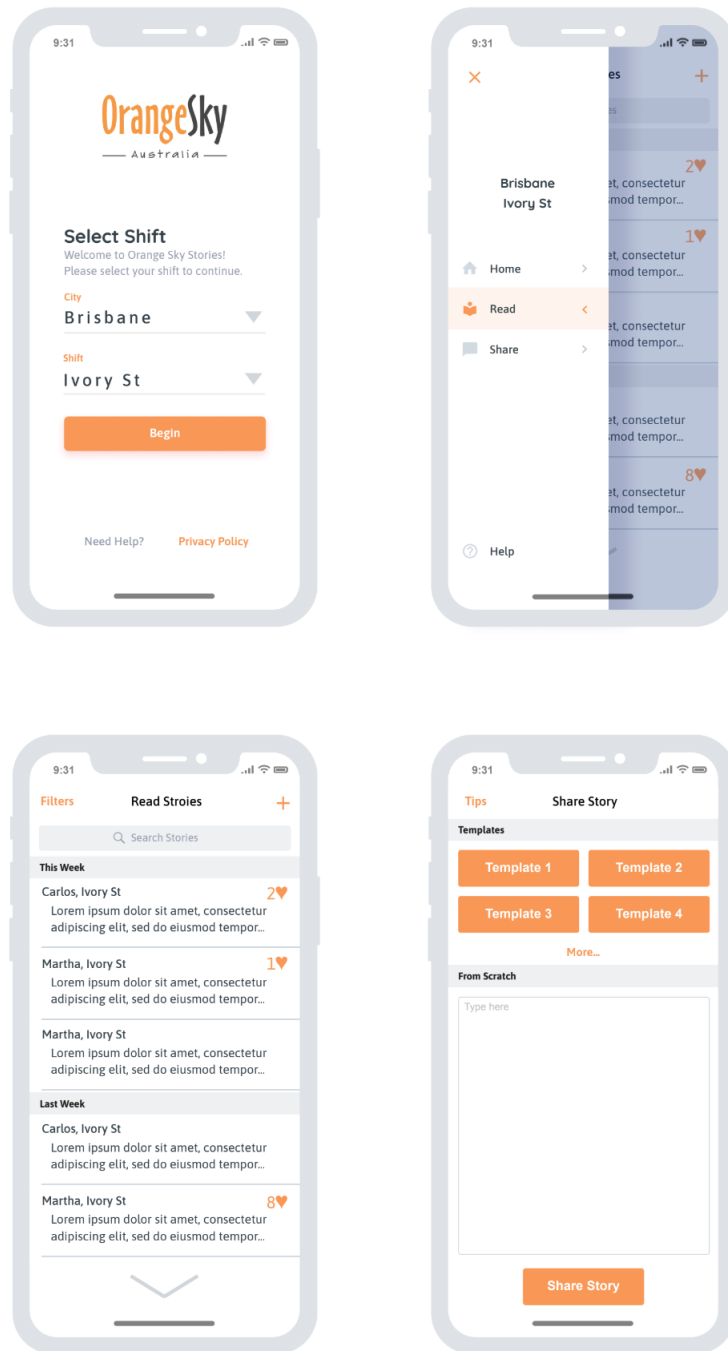 9:31
OrangeSky
Australia
Select Shift
Welcome to Orange Sky Stories!
Please select your shift to continue.
City
Brisbane
Shift
Ivory St
Begin
Need Help? Privacy Policy
9:31
es
+
es
Brisbane
Ivory St
2♥
et, consectetur
smod tempor...
1♥
et, consectetur
smod tempor...
Home
Read
et, consectetur
smod tempor...
Share
et, consectetur
smod tempor...
8♥
et, consectetur
smod tempor...
Help
9:31
Filters Read Stroies +
Search Stories
This Week
Carlos, Ivory St 2♥
Lorem ipsum dolor sit amet, consectetur
adipiscing elit, sed do eiusmod tempor...
Martha, Ivory St 1♥
Lorem ipsum dolor sit amet, consectetur
adipiscing elit, sed do eiusmod tempor...
Martha, Ivory St
Lorem ipsum dolor sit amet, consectetur
adipiscing elit, sed do eiusmod tempor...
Last Week
Carlos, Ivory St
Lorem ipsum dolor sit amet, consectetur
adipiscing elit, sed do eiusmod tempor...
Martha, Ivory St 8♥
Lorem ipsum dolor sit amet, consectetur
adipiscing elit, sed do eiusmod tempor...
9:31
Tips Share Story
Templates
Template 1 Template 2
Template 3 Template 4
More...
From Scratch
Type here
Share Story